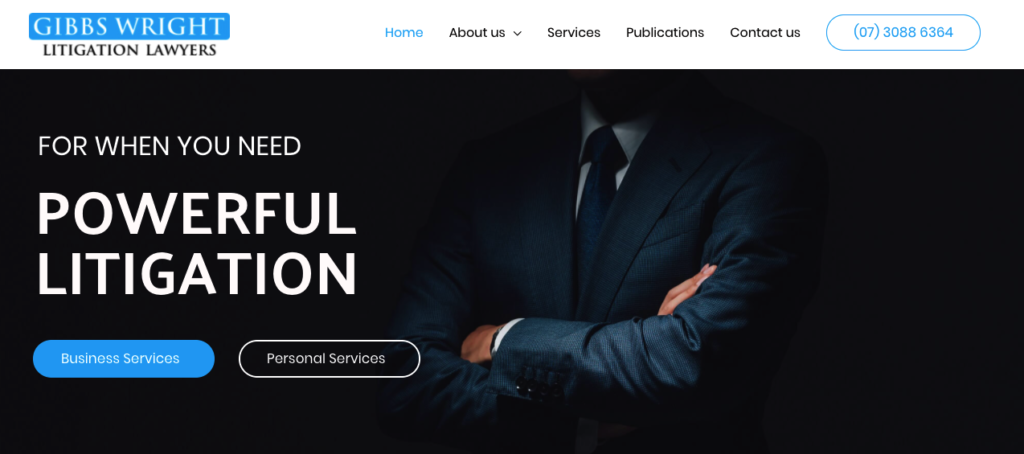 GIBBS WRIGHT
LITIGATION LAWYERS
Home
About us
Services
Publications
Contact us
(07) 3088 6364
FOR WHEN YOU NEED
POWERFUL
LITIGATION
Business Services
Personal Services